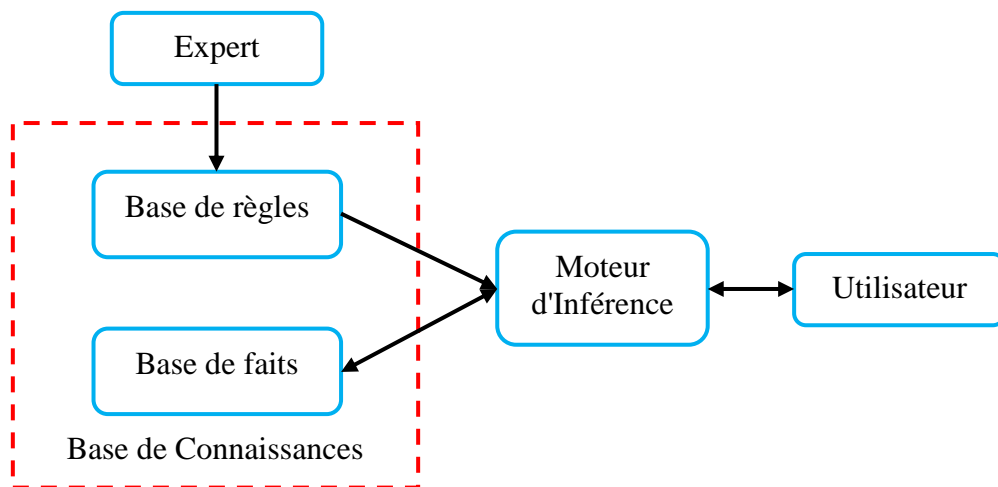 Expert
Base de règles
Moteur
d'Inférence
Utilisateur
Base de faits
Base de Connaissances